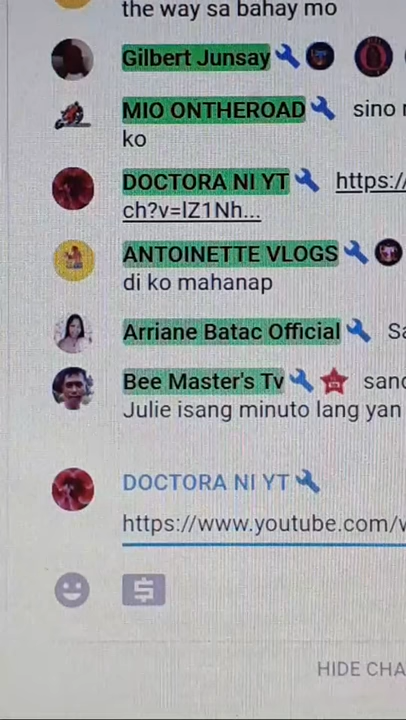 the way sa bahay mo
Gilbert Junsay
MIO ONTHEROAD sino
ko
DOCTORA NI YT https:/
ch?v=lZ1Nh...
ANTOINETTE VLOGS
di ko mahanap
Arriane Batac Official
Bee Master's Tv sand
Julie isang minuto lang yan
DOCTORA NI YT
https://www.youtube.com/
HIDE CHA